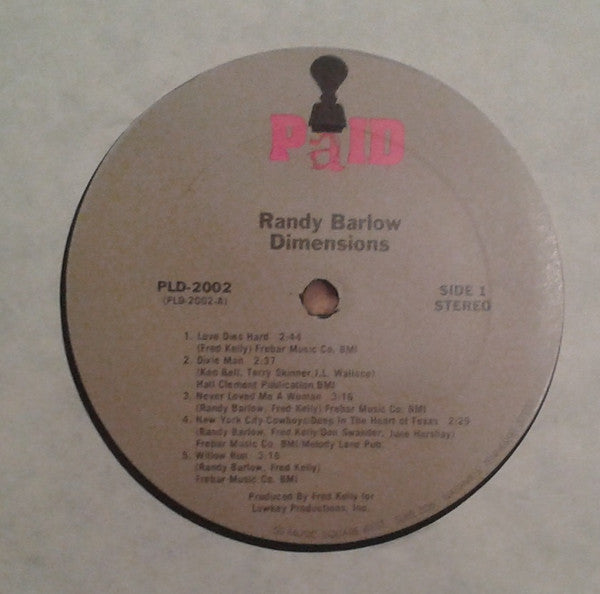 PaID
Randy Barlow
Dimensions
PLD-2002
(PLD-2002-A)
SIDE 1
STEREO
1. Love Dies Hard 2:44
(Fred Kelly) Frebar Music Co. BMI
2. Dixie Man 2:37
(Ken Bell, Terry Skinner, J.L. Wallace)
Hall Clement Publication BMI
3. Never Loved Me A Woman 3:16
(Randy Barlow, Fred Kelly) Frebar Music Co. BMI
4. New York City Cowboys/Deep In The Heart of Texas 2:29
(Randy Barlow, Fred Kelly/Don Swander, June Hershey)
Frebar Music Co. BMI/Melody Land Pub.
5. Willow Run 3:15
(Randy Barlow, Fred Kelly)
Frebar Music Co. BMI
Produced By Fred Kelly for
Lowkey Productions, Inc.
MUSIC SQUARE WEST